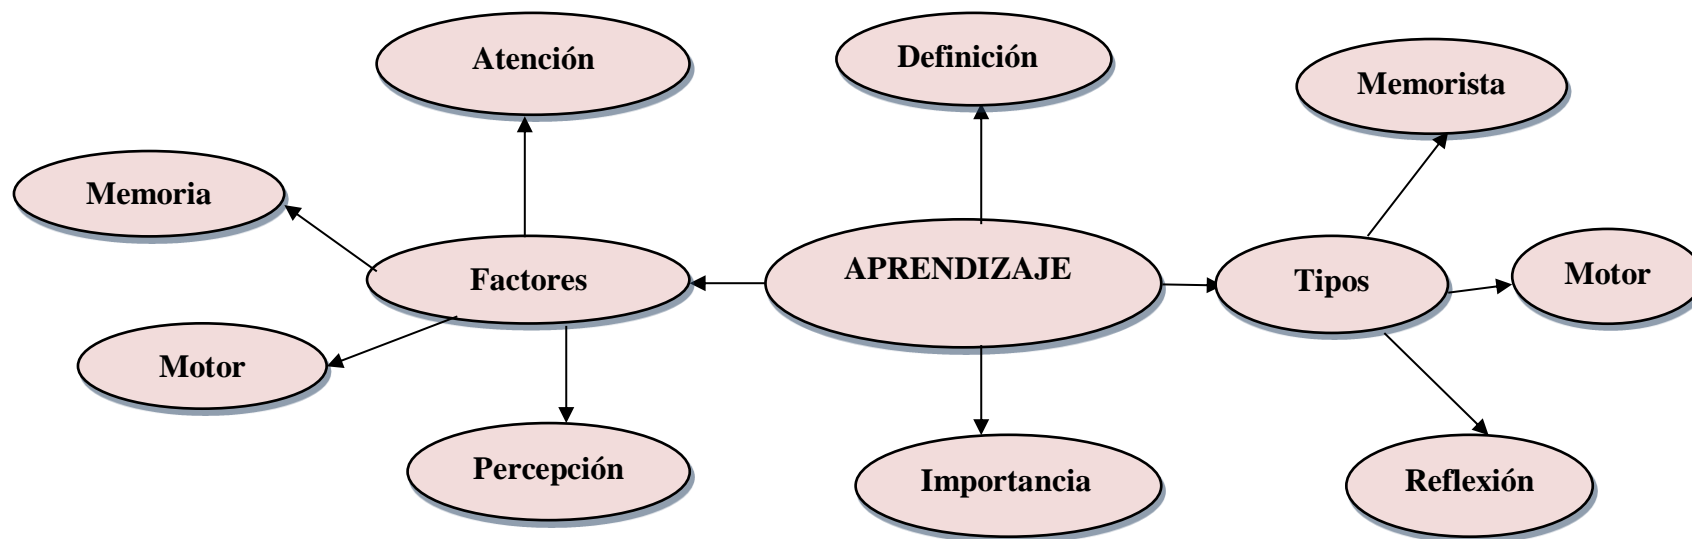 Atención
Definición
Memorista
Memoria
Factores
APRENDIZAJE
Tipos
Motor
Motor
Percepción
Importancia
Reflexión